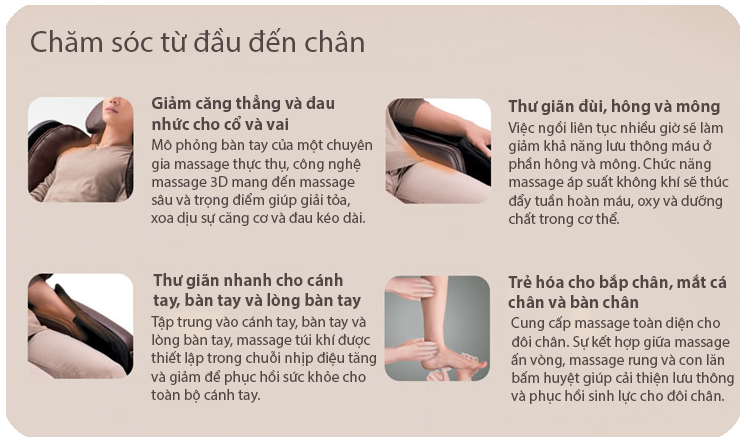 Chăm sóc từ đầu đến chân
Giảm căng thẳng và đau
nhức cho cổ và vai
Mô phỏng bàn tay của một chuyên
gia massage thực thụ, công nghệ
massage 3D mang đến massage
sâu và trọng điểm giúp giải tỏa,
xoa dịu sự căng cơ và đau kéo dài.
Thư giãn dùi, hông và mông
Việc ngồi liên tục nhiều giờ sẽ làm
giảm khả năng lưu thông máu ở
phần hông và mông. Chức năng
massage áp suất không khí sẽ thúc
đẩy tuần hoàn máu, oxy và dưỡng
chất trong cơ thể.
Thư giãn nhanh cho cánh
tay, bàn tay và lòng bàn tay
Tập trung vào cánh tay, bàn tay và
lòng bàn tay, massage túi khí được
thiết lập trong chuỗi nhịp điệu tăng
và giảm để phục hồi sức khỏe cho
toàn bộ cánh tay.
Trẻ hóa cho bắp chân, mắt cá
chân và bàn chân
Cung cấp massage toàn diện cho
đôi chân. Sự kết hợp giữa massage
ấn vòng, massage rung và con lăn
bấm huyệt giúp cải thiện lưu thông
và phục hồi sinh lực cho đôi chân.